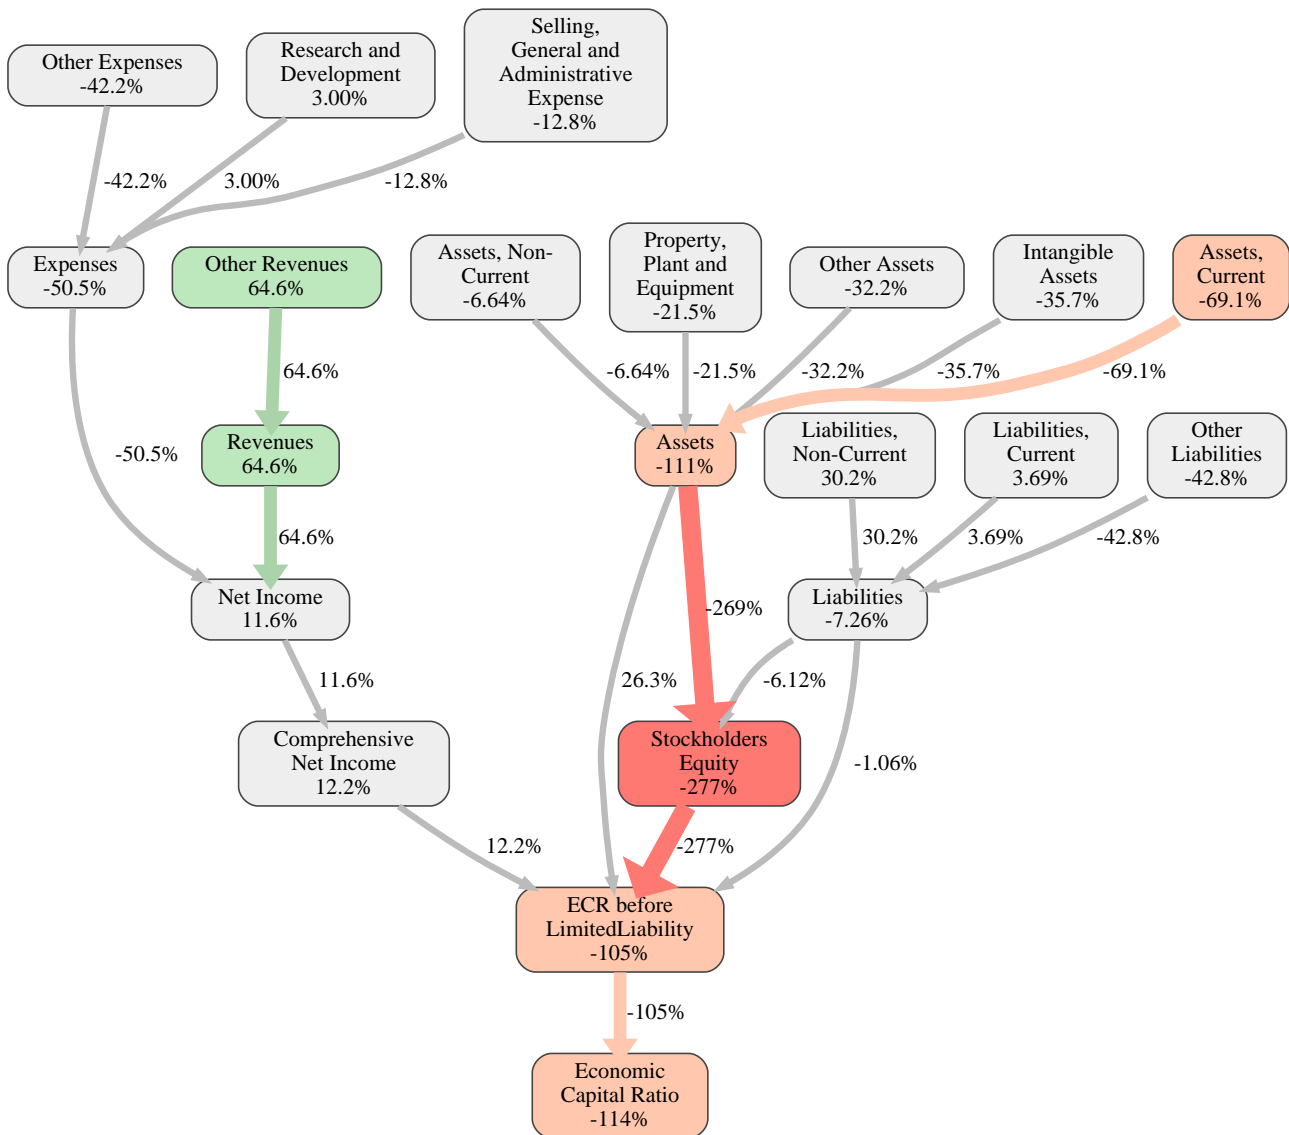 Other Expenses
-42.2%
Research and
Development
3.00%
Selling,
General and
Administrative
Expense
-12.8%
-42.2%
3.00%
-12.8%
Expenses
-50.5%
Other Revenues
64.6%
Assets, Non-
Current
-6.64%
Property,
Plant and
Equipment
-21.5%
Other Assets
-32.2%
Intangible
Assets
-35.7%
Assets,
Current
-69.1%
64.6%
-6.64%
-21.5%
-32.2%
-35.7%
-69.1%
-50.5%
Revenues
64.6%
Assets
-111%
Liabilities,
Non-Current
30.2%
Liabilities,
Current
3.69%
Other
Liabilities
-42.8%
64.6%
30.2%
3.69%
-42.8%
Net Income
11.6%
-269%
Liabilities
-7.26%
11.6%
26.3%
-6.12%
Comprehensive
Net Income
12.2%
Stockholders
Equity
-277%
-1.06%
12.2%
-277%
ECR before
LimitedLiability
-105%
-105%
Economic
Capital Ratio
-114%